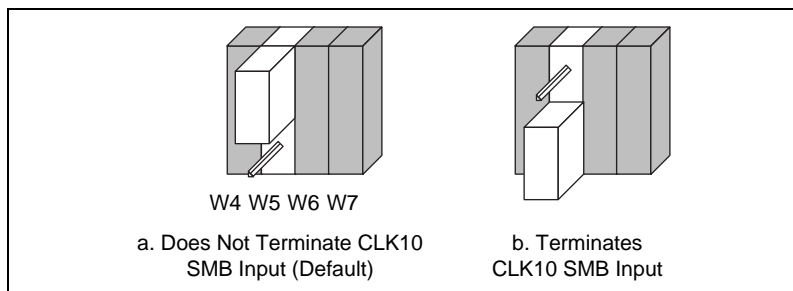 W4 W5 W6 W7
a. Does Not Terminate CLK10
SMB Input (Default)
b. Terminates
CLK10 SMB Input